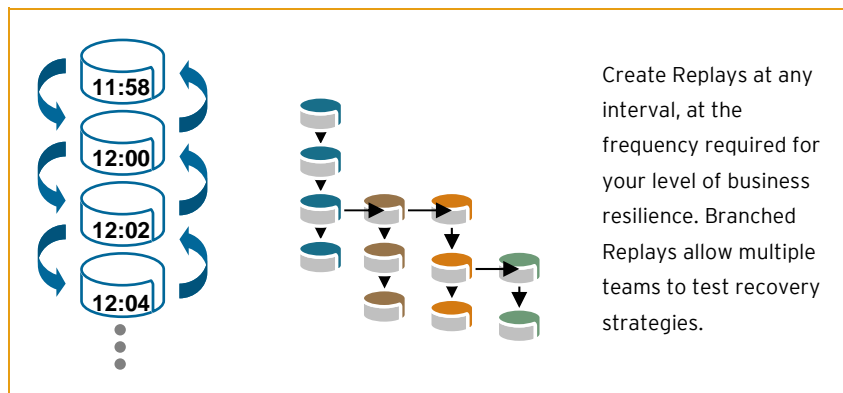 11:58
12:00
12:02
12:04
Create Replays at any
interval, at the
frequency required for
your level of business
resilience. Branched
Replays allow multiple
teams to test recovery
strategies.